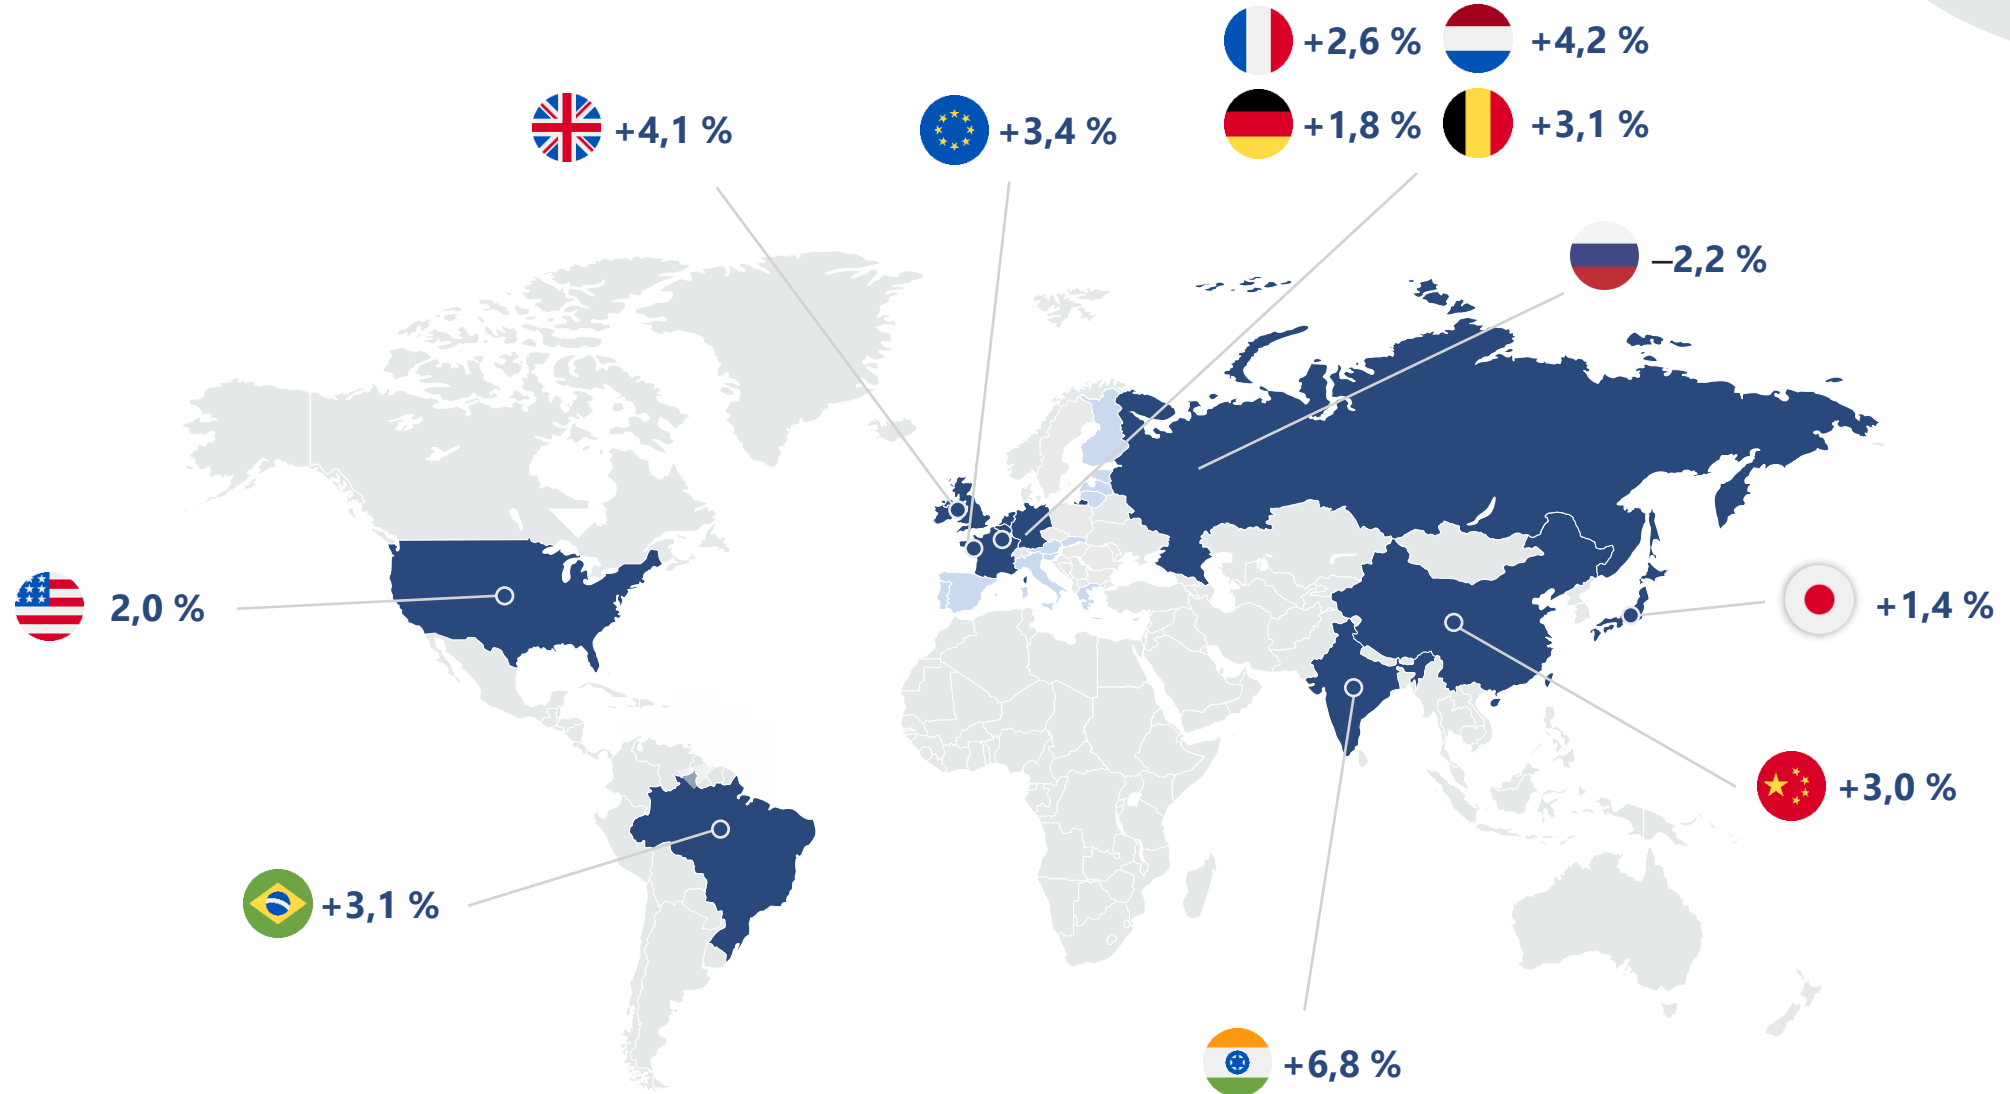 +2,6 % +4,2 %
+4,1 % +3,4 % +1,8 % +3,1 %
–2,2 %
2,0 % +1,4 %
+3,0 %
+3,1 %
+6,8 %